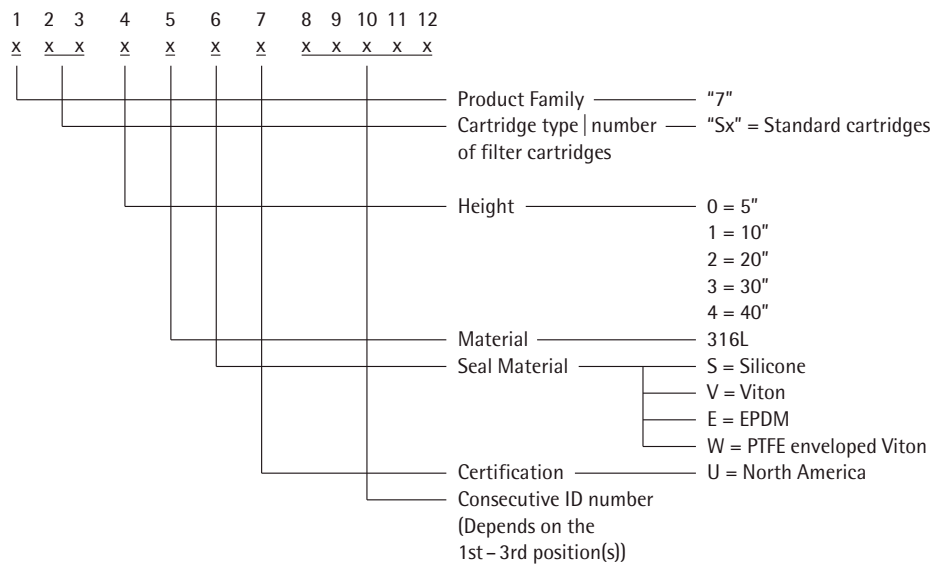 1 2 3 4 5 6 7 8 9 10 11 12
x x x x x x x x x x x x
Product Family “7”
Cartridge type | number “Sx” = Standard cartridges
of filter cartridges
Height 0 = 5”
1 = 10”
2 = 20”
3 = 30”
4 = 40”
Material 316L
Seal Material S = Silicone
V = Viton
E = EPDM
W = PTFE enveloped Viton
Certification U = North America
Consecutive ID number
(Depends on the
1st – 3rd position(s))